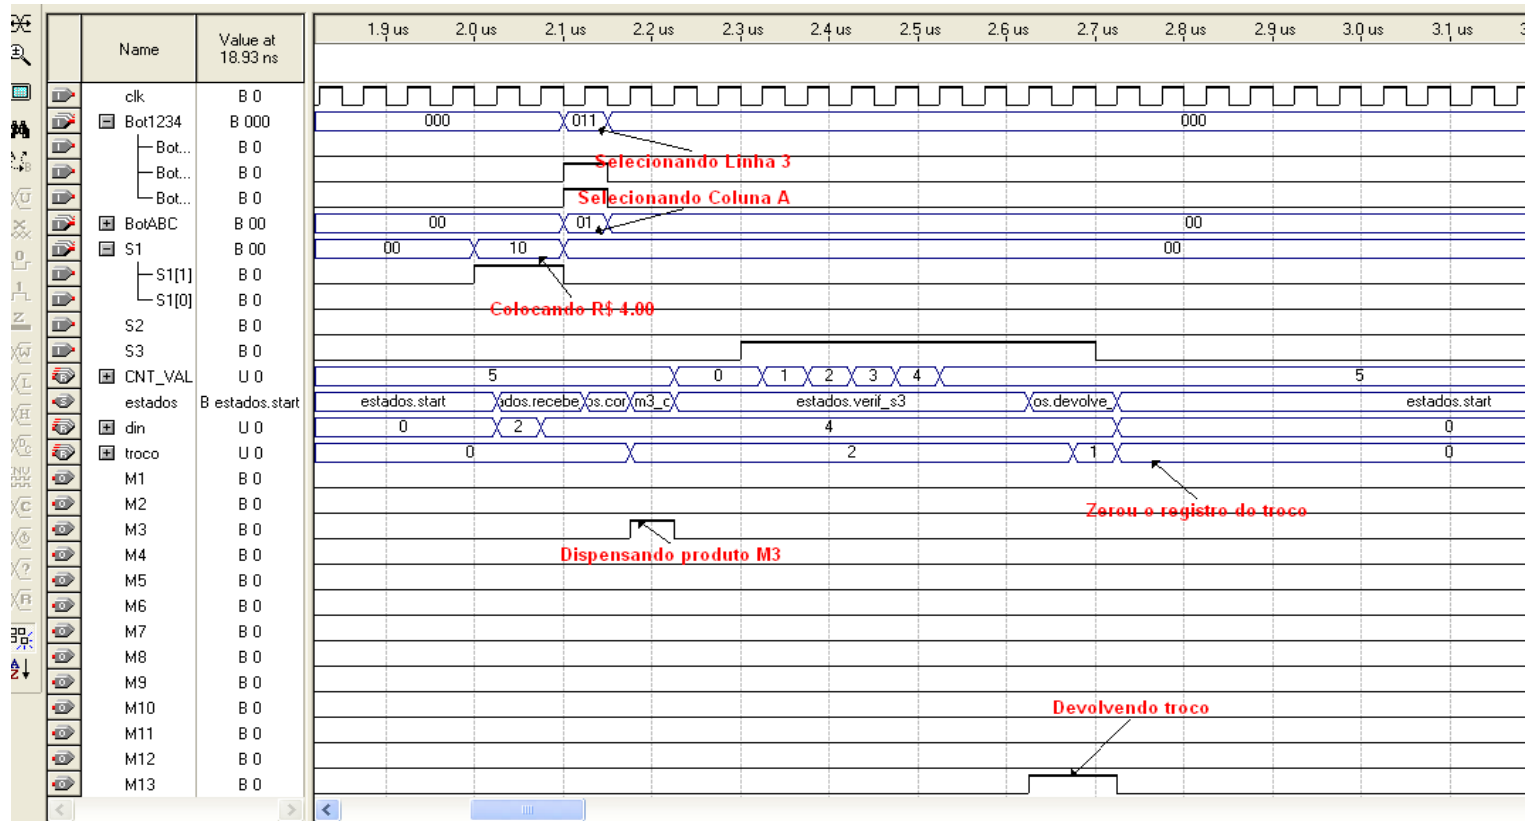 Name Value at 18.93 ns 1.9 us 2.0 us 2.1 us 2.2 us 2.3 us 2.4 us 2.5 us 2.6 us 2.7 us 2.8 us 2.9 us 3.0 us 3.1 us
clk B 0
Bot1234 B 000 000 011 000
Bot... B 0
Selecionando Linha 3
Bot... B 0
Bot... B 0
Selecionando Coluna A
BotABC B 00 00 01 00
S1 B 00 00 10 00
S1[1] B 0
S1[0] B 0
Colocando R$ 4.00
S2 B 0
S3 B 0
CNT_VAL U 0 5 0 1 2 3 4 5
estados B estados.start estados.start ados.recebe os.cor m3_c estados.verif_s3 os.devolve_ estados.start
din U 0 0 2 4 0
troco U 0 0 2 1 0
M1 B 0
M2 B 0
Zerou o registro do troco
M3 B 0
M4 B 0
Dispensando produto M3
M5 B 0
M6 B 0
M7 B 0
M8 B 0
M9 B 0
M10 B 0
Devolvendo troco
M11 B 0
M12 B 0
M13 B 0